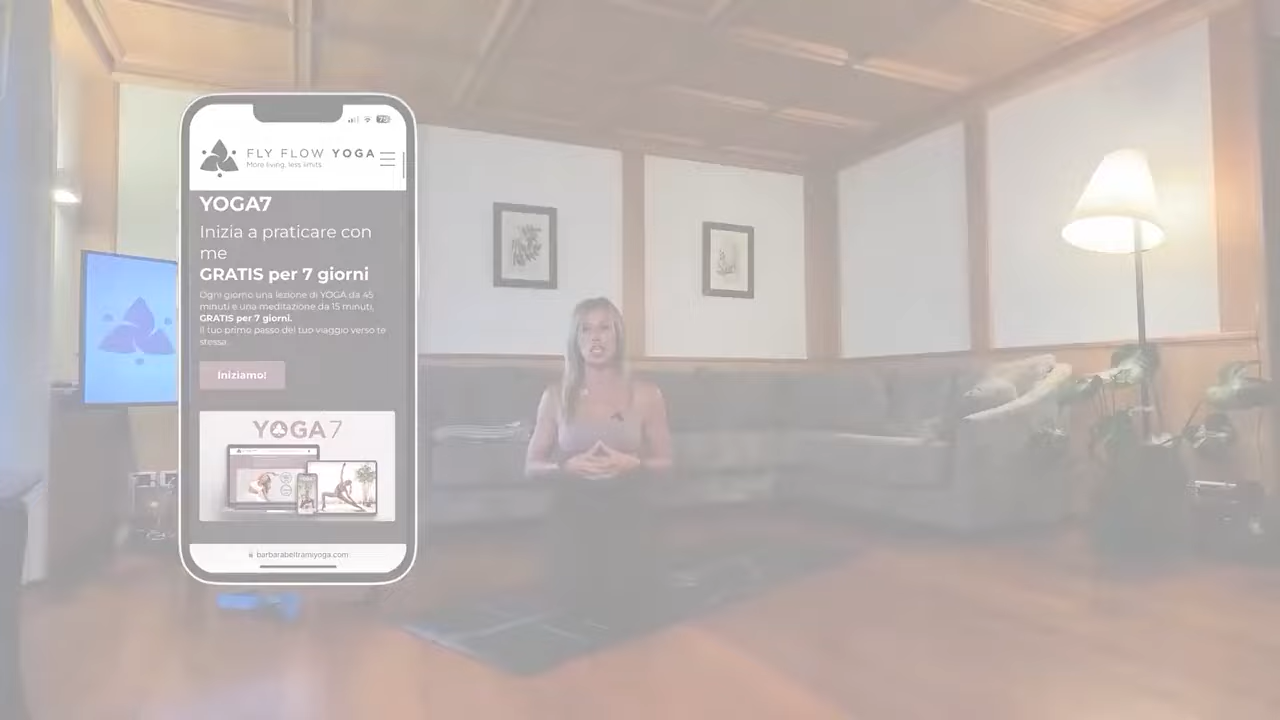 79
FLY FLOW YOGA
More living, less limits.
YOGA7
Inizia a praticare con
me
GRATIS per 7 giorni
Ogni giorno una lezione di YOGA da 45
minuti e una meditazione da 15 minuti,
GRATIS per 7 giorni.
Il tuo primo passo del tuo viaggio verso te
stessa.
Iniziamo!
YOGA7
barbarabeltramiyoga.com